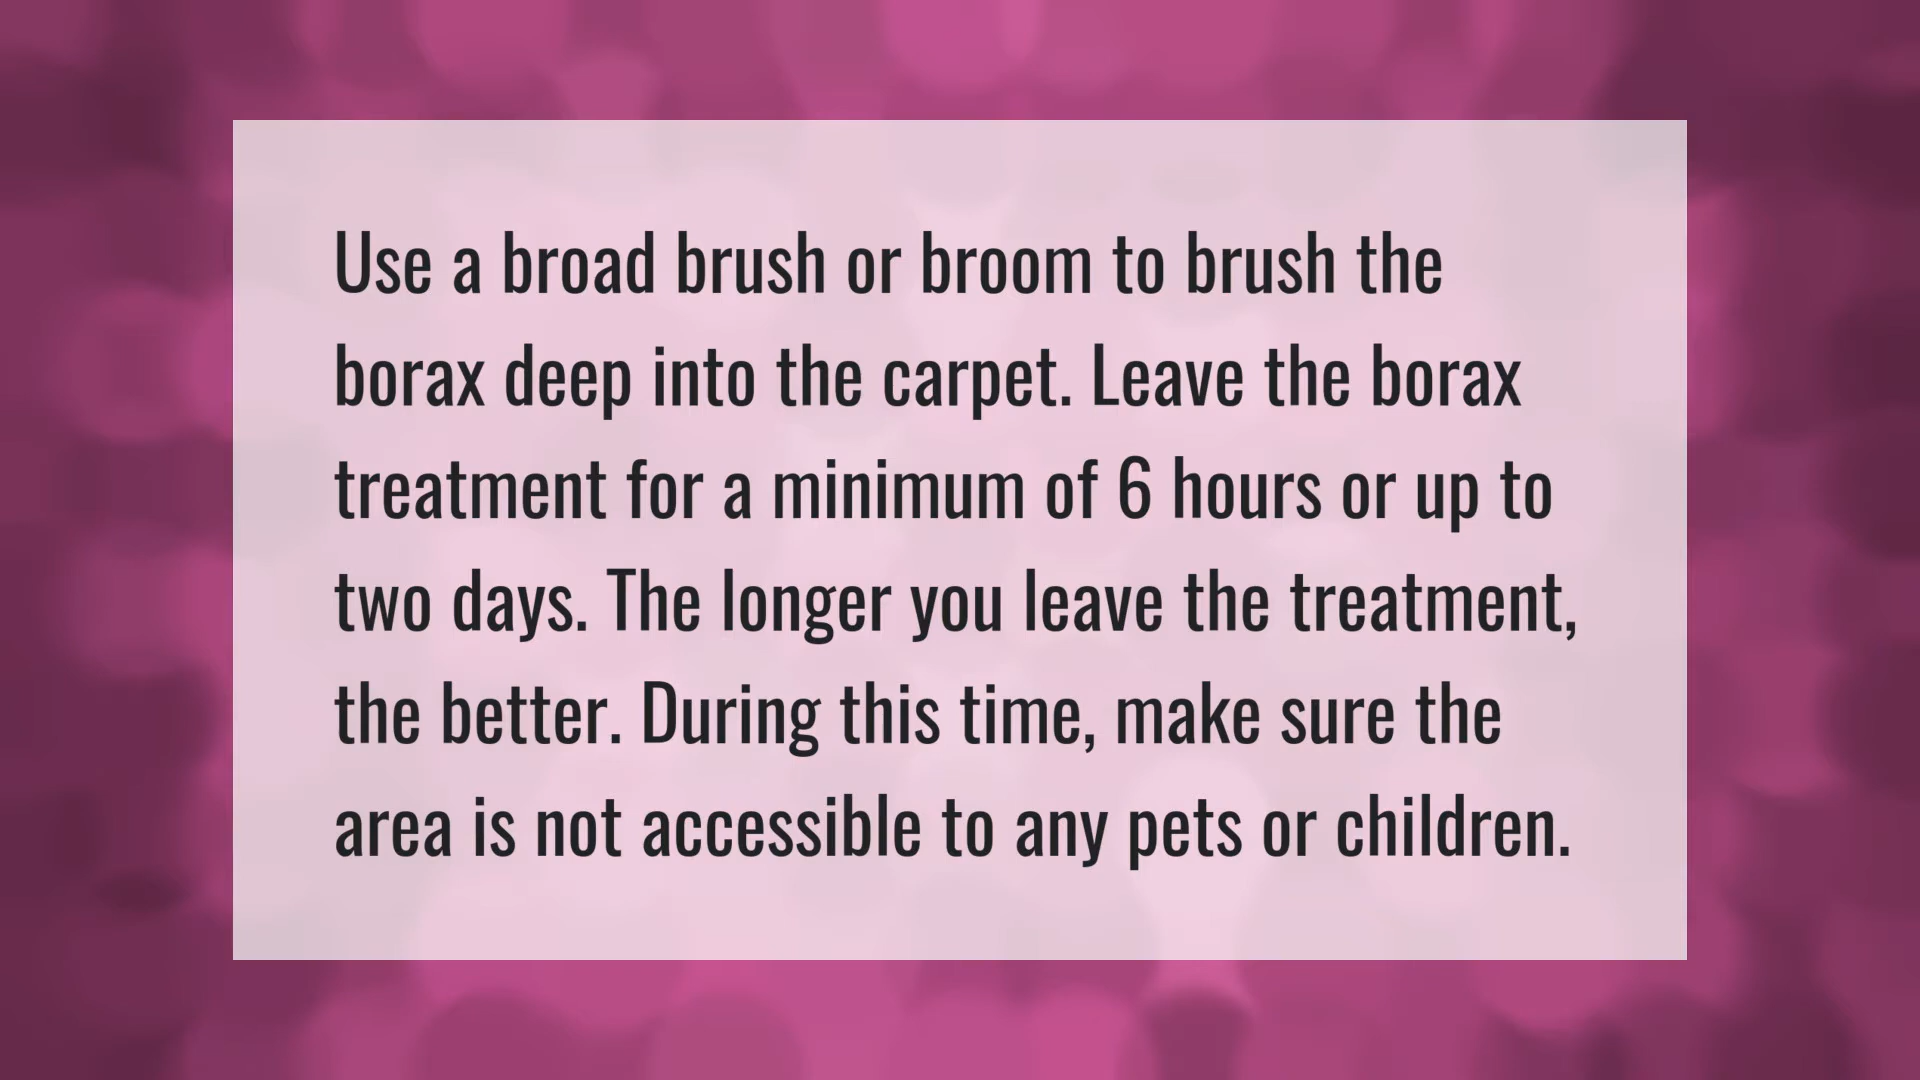 Use a broad brush or broom to brush the
borax deep into the carpet. Leave the borax
treatment for a minimum of 6 hours or up to
two days. The longer you leave the treatment,
the better. During this time, make sure the
area is not accessible to any pets or children.